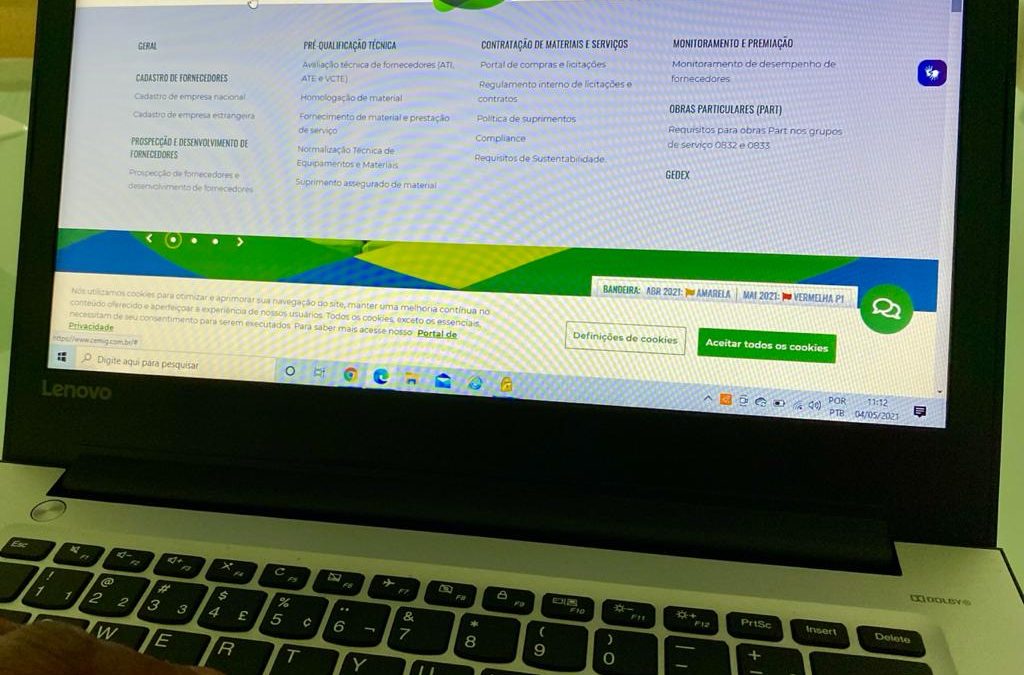 GERAL
CADASTRO DE FORNECEDORES
Cadastro de empresa nacional
Cadastro de empresa estrangeira
PROSPECÇÃO E DESENVOLVIMENTO DE
FORNECEDORES
Prospecção de fornecedores e
desenvolvimento de fornecedores
PRÉ-QUALIFICAÇÃO TÉCNICA
Avaliação técnica de fornecedores (ATI,
ATE e VCTE)
Homologação de material
Fornecimento de material e prestação
de serviço
Normalização Técnica de
Equipamentos e Materiais
Suprimento assegurado de material
CONTRATAÇÃO DE MATERIAIS E SERVIÇOS
Portal de compras e licitações
Regulamento interno de licitações e
contratos
Política de suprimentos
Compliance
Requisitos de Sustentabilidade
MONITORAMENTO E PREMIAÇÃO
Monitoramento de desempenho de
fornecedores
OBRAS PARTICULARES (PART)
Requisitos para obras Part nos grupos
de serviço 0832 e 0833
GEDEX
BANDEIRA: ABR 2021: AMARELA MAI 2021: VERMELHA P1
Nós utilizamos cookies para otimizar e aprimorar sua navegação do site, manter uma melhoria contínua no
conteúdo oferecido e aperfeiçoar a experiência de nossos usuários. Todos os cookies, exceto os essenciais,
necessitam de seu consentimento para serem executados. Para saber mais acesse nosso Portal de
Privacidade
Definições de cookies
Aceitar todos os cookies
https://www.cemig.com.br/#
Digite aqui para pesquisar
POR
PTB
11:12
04/05/2021
Lenovo
DOLBY
Esc F1 F2 F3 F4 F5 F6 F7 F8 F9 F10 F11 F12 PrtSc Insert Delete
! 1 1 @ 2 2 # 3 3 $ 4 £ % 5 ¢ ¨ 6 ¬ & 7 * 8 ( 9 ) 0 _ - +
W E R T Y U